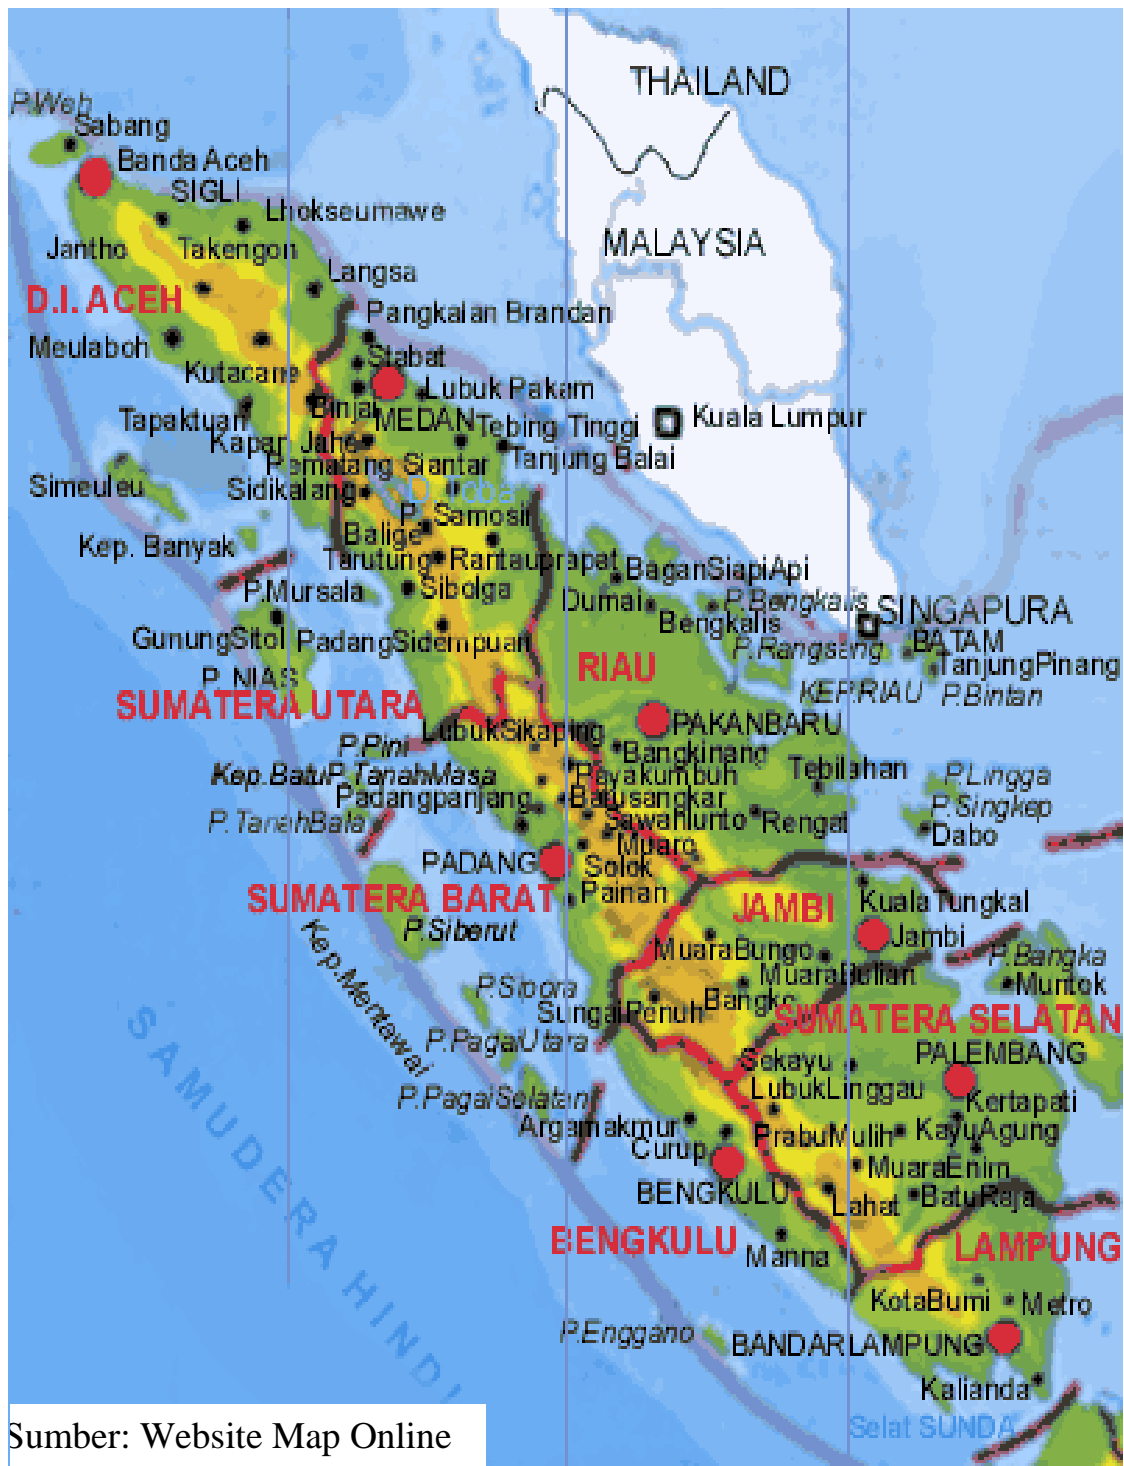 THAILAND
P.Weh
Sabang
Banda Aceh
SIGLI
Lhokseumawe
Jantho
Takengon
MALAYSIA
Langsa
D.I. ACEH
Pangkalan Brandan
Meulaboh
Stabat
Kutacane
Lubuk Pakam
Binjai
Tapaktuan
MEDAN
Tebing Tinggi
Kuala Lumpur
Kapan Jahe
Tanjung Balai
Pematang Siantar
Simeuleu
Sidikalang
P. Samosir
Balige
Kep. Banyak
Tarutung
Rantauprapat
BaganSiapiApi
P.Mursala
Sibolga
Dumai
P.Bengkalis
SINGAPURA
Bengkalis
GunungSitol
PadangSidempuan
P.Rangsang
BATAM
TanjungPinang
RIAU
P. NIAS
KEP.RIAU
P.Bintan
SUMATERA UTARA
LubukSikaping
PAKANBARU
P.Pini
Bangkinang
Kep.Batu
P.TanahMasa
Payakumbuh
Tebilahan
P.Lingga
Padangpanjang
Batusangkar
P.Singkep
P.TanahBala
Sawahlunto
Rengat
Dabo
Muaro
PADANG
Solok
SUMATERA BARAT
Painan
JAMBI
KualaTungkal
P.Siberut
Jambi
Kep.Mentawai
MuaraBungo
P.Bangka
MuaraBulian
P.Sipora
Bangko
Muntok
SungaiPenuh
SUMATERA SELATAN
P.PagaiUtara
PALEMBANG
Sekayu
LubukLinggau
P.PagaiSelatan
Kertapati
Argamakmur
PrabuMulih
KayuAgung
Curup
MuaraEnim
BENGKULU
Lahat
BatuRaja
BENGKULU
Manna
LAMPUNG
KotaBumi
Metro
P.Enggano
BANDARLAMPUNG
Kalianda
SAMUDERA HINDI
Selat SUNDA
Sumber: Website Map Online